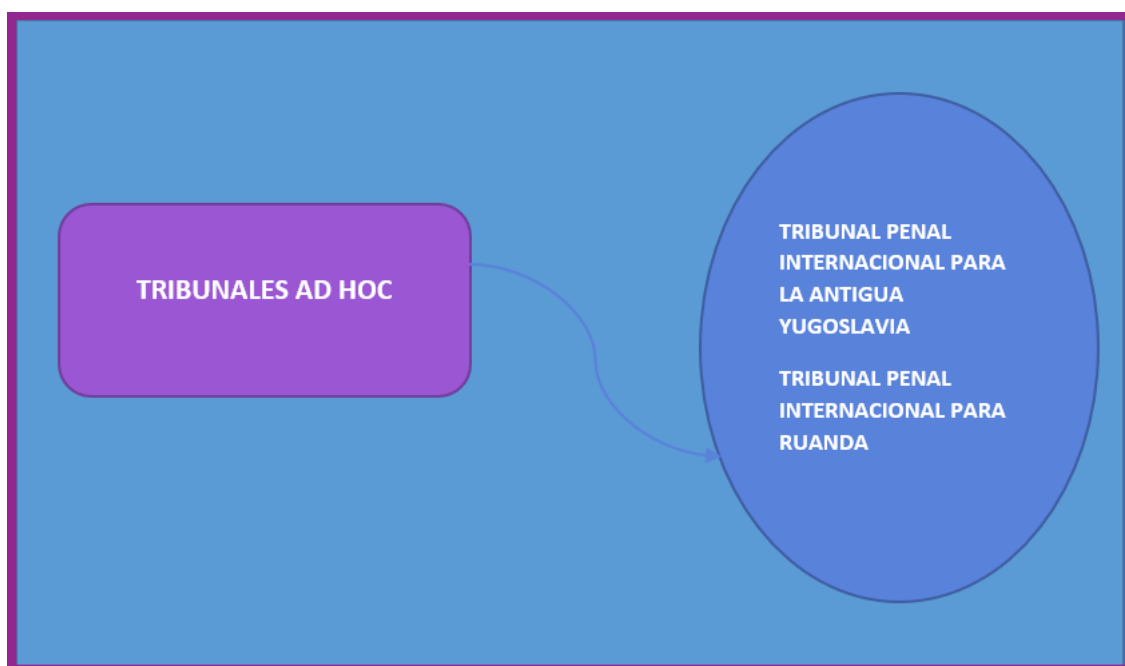 TRIBUNALES AD HOC
TRIBUNAL PENAL
INTERNACIONAL PARA
LA ANTIGUA
YUGOSLAVIA
TRIBUNAL PENAL
INTERNACIONAL PARA
RUANDA